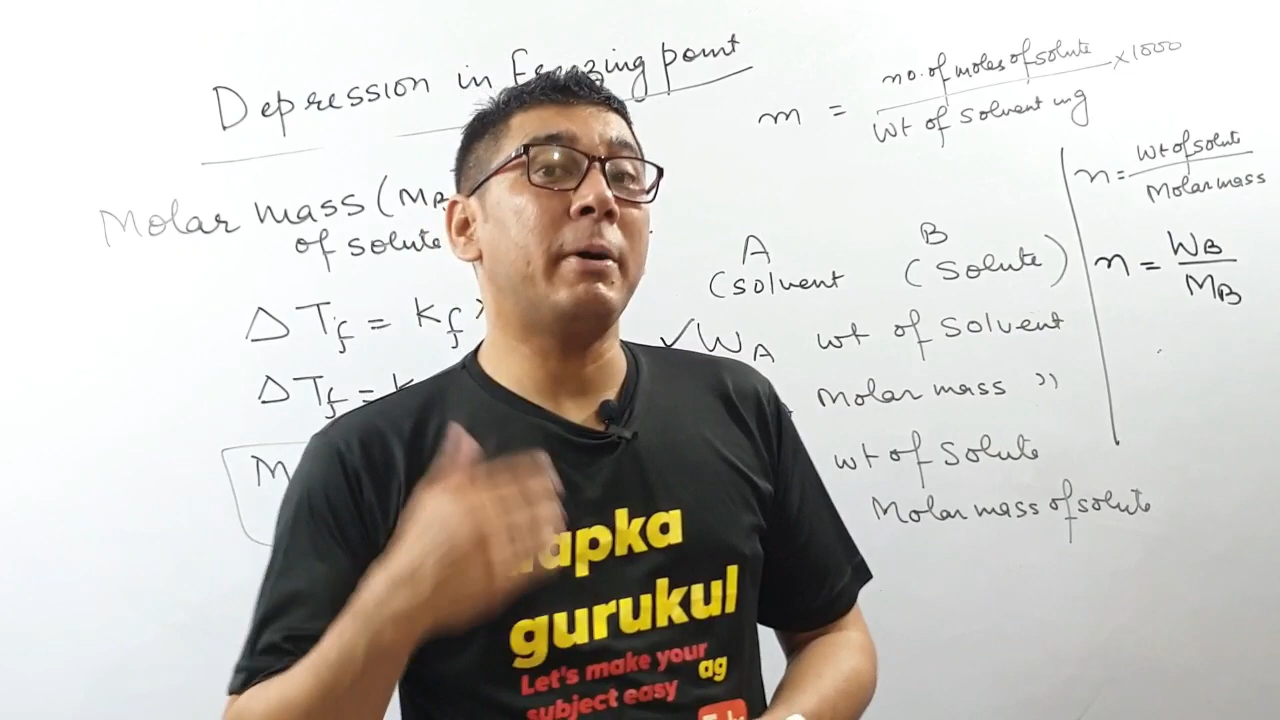 Depression in Freezing point
Molar mass (MB
of solute
ΔTf = Kf ×
ΔTf = K
M
m = no. of moles of solute / wt of solvent in g × 1000
A
(solvent
B
(Solute)
✓WA wt of solvent
Molar mass "
wt of Solute
Molar mass of solute
n = Wt of solute / Molar mass
n = WB / MB
apka
gurukul
Let's make your
subject easy
ag